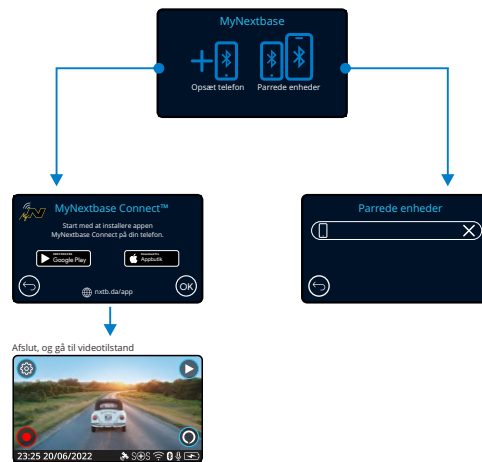 MyNextbase
Opsæt telefon
Parrede enheder
MyNextbase Connect™
Start med at installere appen
MyNextbase Connect på din telefon.
Google Play
Appbutik
nxtb.da/app
OK
Parrede enheder
Afslut, og gå til videotilstand
23:25 20/06/2022
SOS